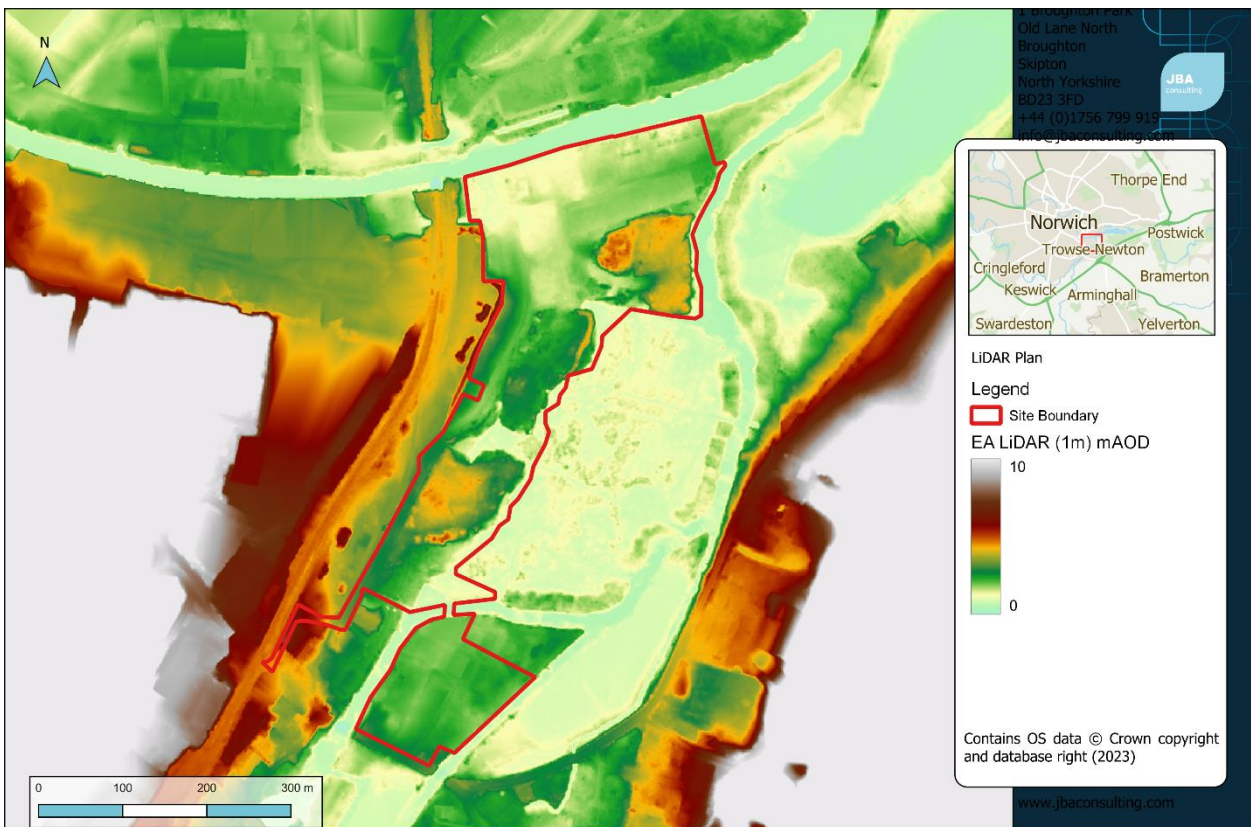 N
1 Broughton Park
Old Lane North
Broughton
Skipton
North Yorkshire
BD23 3FD
+44 (0)1756 799 919
info@jbaconsulting.com
JBA
consulting
Thorpe End
Norwich
Postwick
Trowse-Newton
Cringleford
Bramerton
Keswick
Arminghall
Swardeston
Yelverton
LiDAR Plan
Legend
Site Boundary
EA LiDAR (1m) mAOD
10
0
Contains OS data © Crown copyright
and database right (2023)
www.jbaconsulting.com
0 100 200 300 m